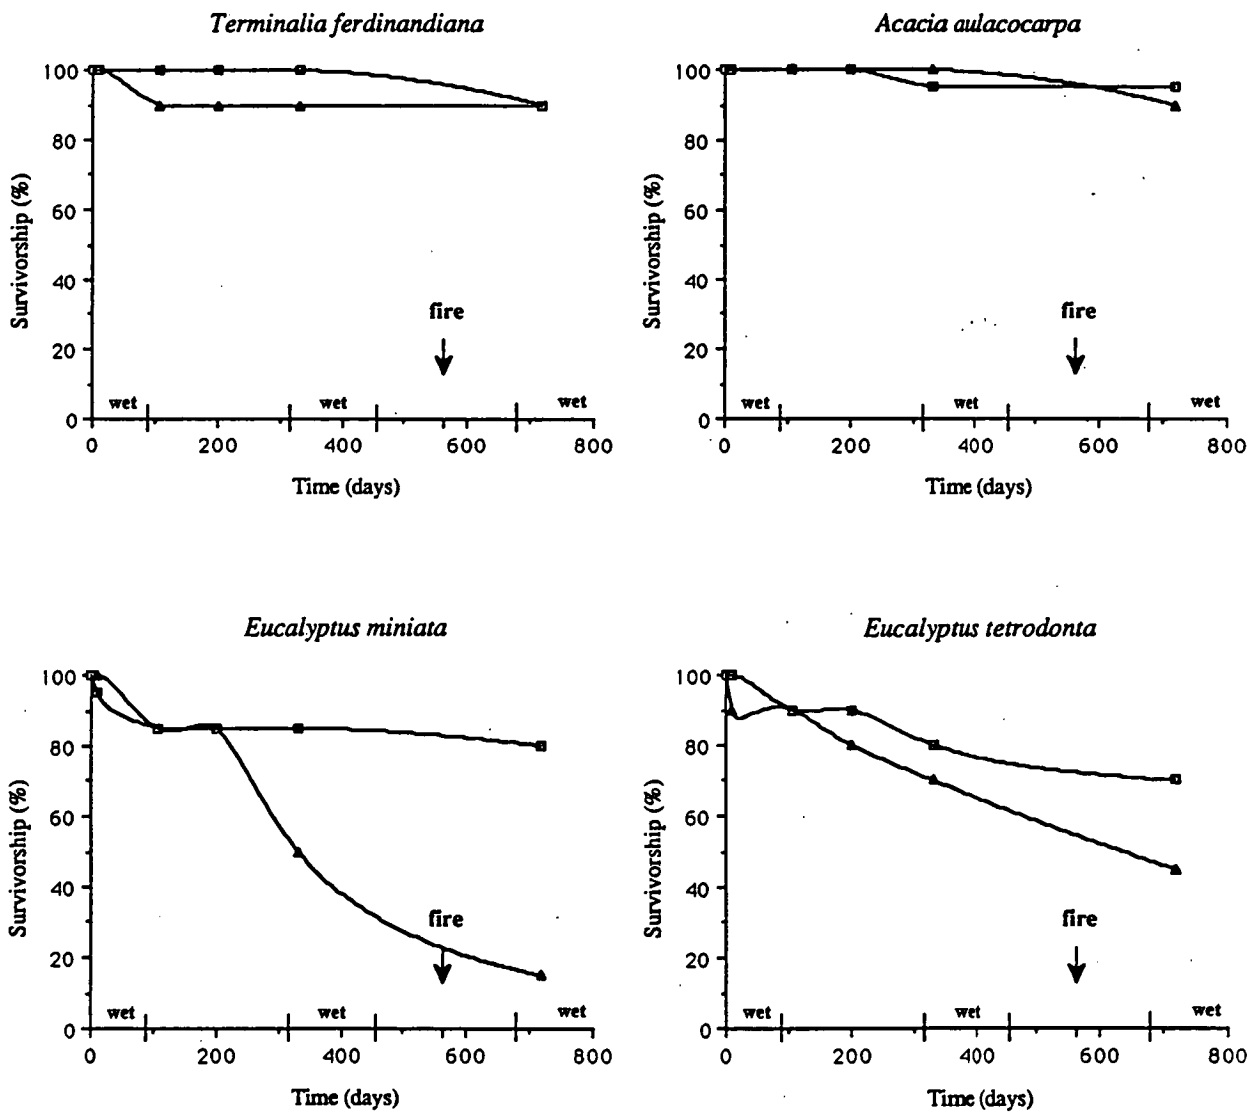 Terminalia ferdinandiana
Acacia aulacocarpa
100
80
60
40
20
0
Survivorship (%)
fire
wet
wet
wet
0 200 400 600 800
Time (days)
100
80
60
40
20
0
Survivorship (%)
fire
wet
wet
wet
0 200 400 600 800
Time (days)
Eucalyptus miniata
Eucalyptus tetrodonta
100
80
60
40
20
0
Survivorship (%)
fire
wet
wet
wet
0 200 400 600 800
Time (days)
100
80
60
40
20
0
Survivorship (%)
fire
wet
wet
wet
0 200 400 600 800
Time (days)